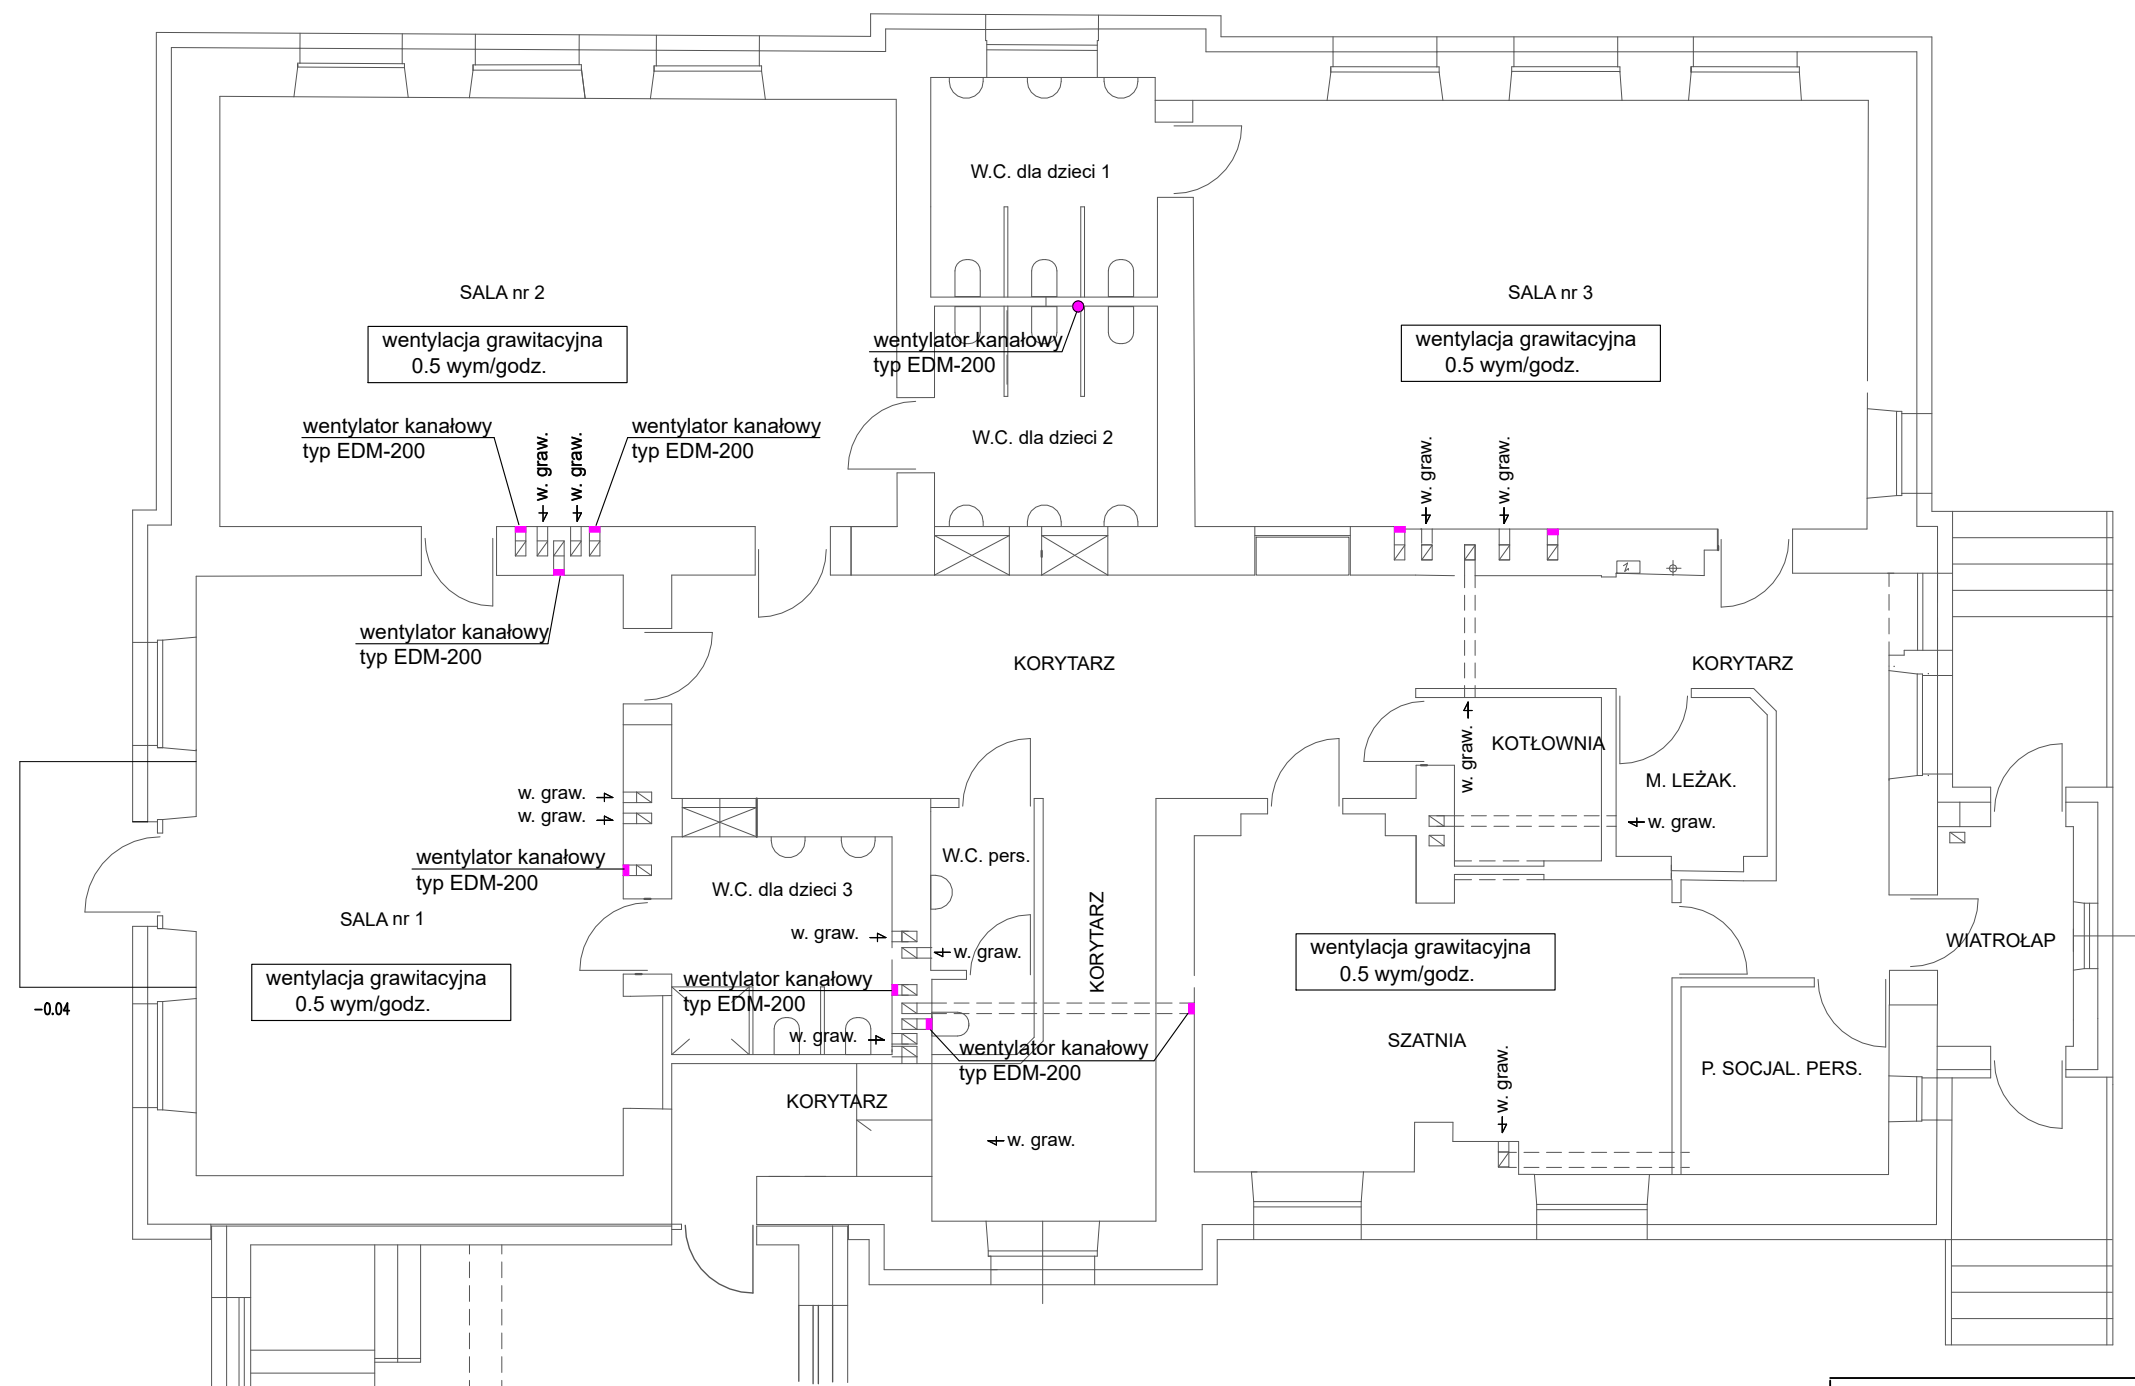 W.C. dla dzieci 1
SALA nr 2
wentylacja grawitacyjna
0.5 wym/godz.
SALA nr 3
wentylacja grawitacyjna
0.5 wym/godz.
wentylator kanałowy
typ EDM-200
wentylator kanałowy
typ EDM-200
w. graw.
w. graw.
wentylator kanałowy
typ EDM-200
W.C. dla dzieci 2
w. graw.
w. graw.
wentylator kanałowy
typ EDM-200
KORYTARZ
KORYTARZ
w. graw.
KOTŁOWNIA
M. LEŻAK.
w. graw.
w. graw.
w. graw.
wentylator kanałowy
typ EDM-200
W.C. pers.
W.C. dla dzieci 3
SALA nr 1
w. graw.
w. graw.
KORYTARZ
wentylacja grawitacyjna
0.5 wym/godz.
WIATROŁAP
wentylacja grawitacyjna
0.5 wym/godz.
wentylator kanałowy
typ EDM-200
-0.04
w. graw.
wentylator kanałowy
typ EDM-200
SZATNIA
P. SOCJAL. PERS.
w. graw.
KORYTARZ
w. graw.